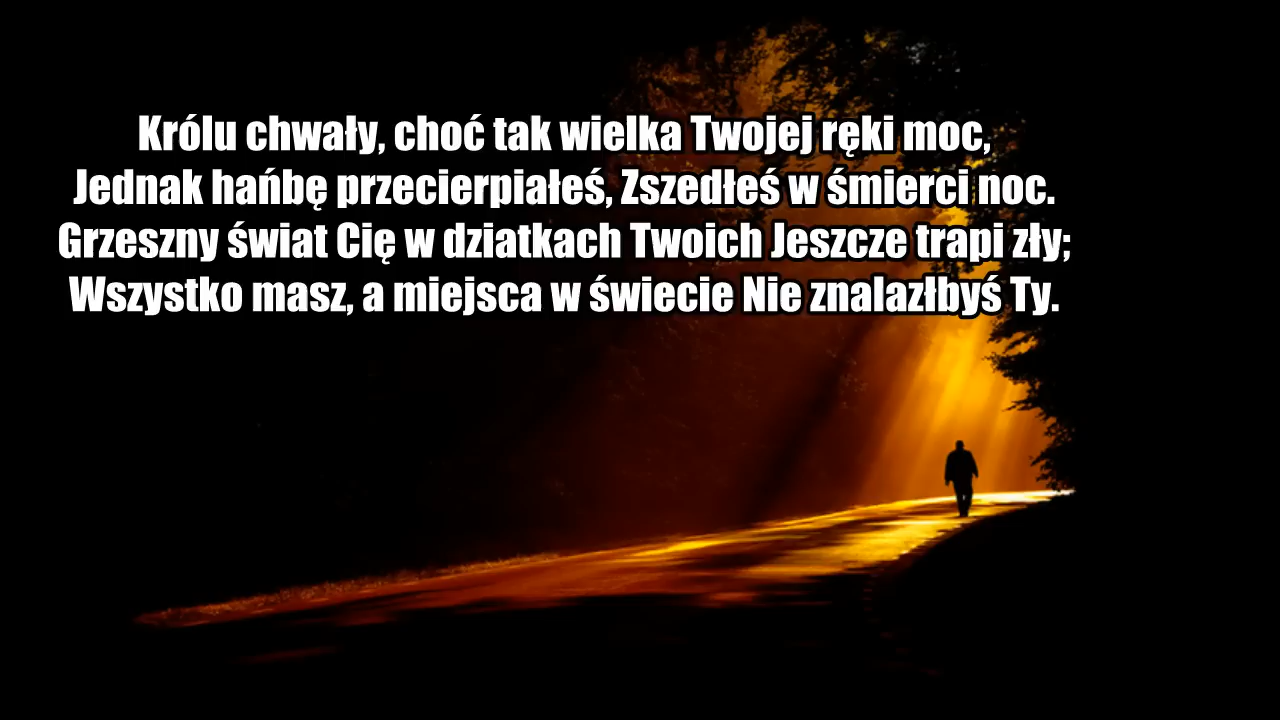 Królu chwały, choć tak wielka Twojej ręki moc,
Jednak hańbę przecierpiałeś, Zszedłeś w śmierci noc.
Grzeszny świat Cię w dziatkach Twoich Jeszcze trapi zły;
Wszystko masz, a miejsca w świecie Nie znalazłbyś Ty.